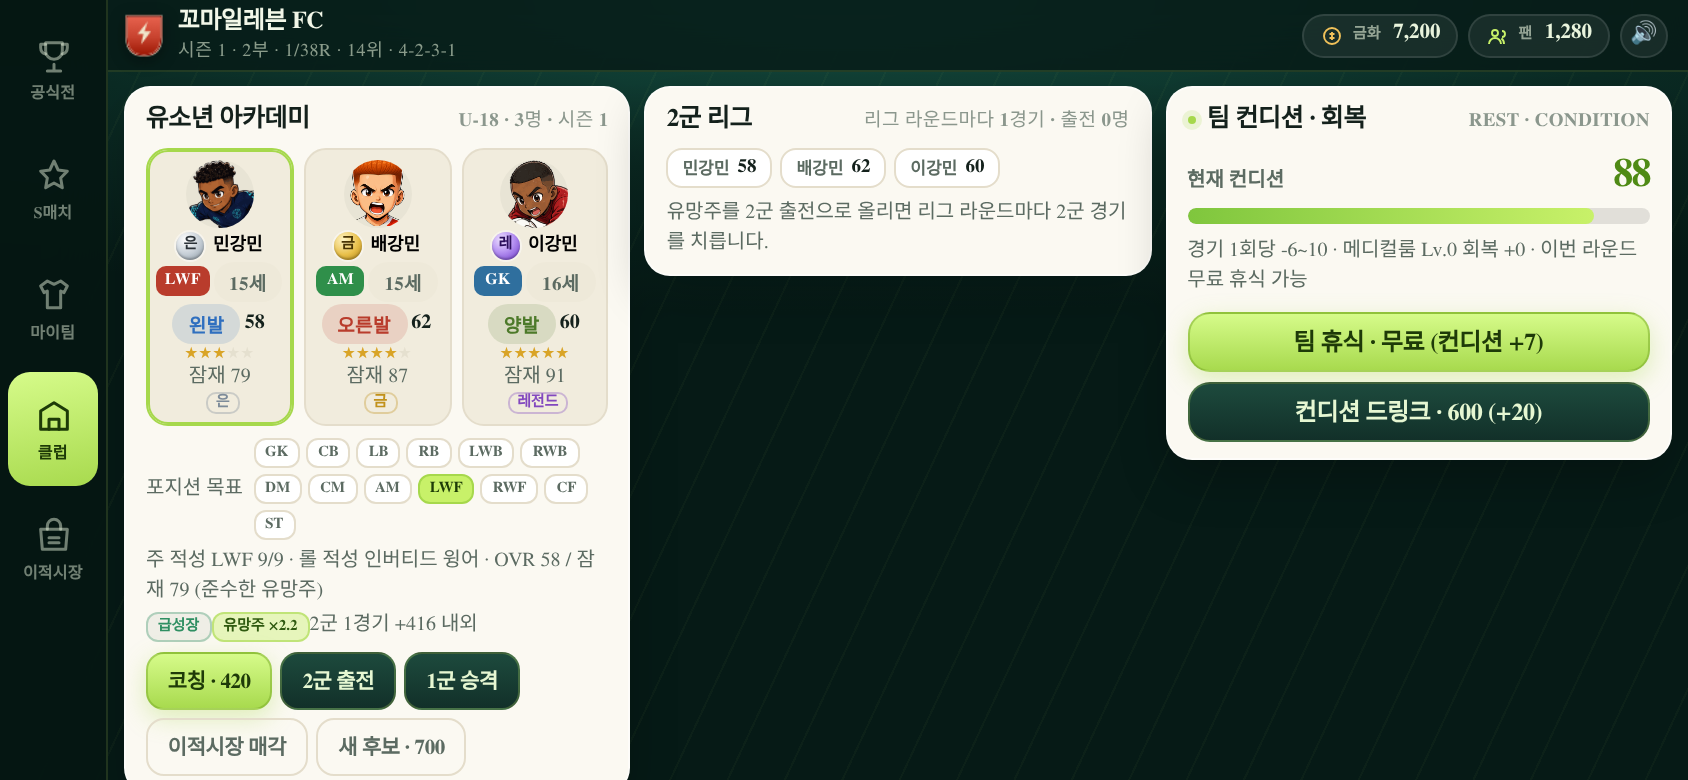 꼬마일레븐 FC
시즌 1 · 2부 · 1/38R · 14위 · 4-2-3-1
금화 7,200
팬 1,280
공식전
S매치
마이팀
클럽
이적시장
유소년 아카데미
U-18 · 3명 · 시즌 1
은 민강민
LWF 15세
왼발 58
★★★★★
잠재 79
은
금 배강민
AM 15세
오른발 62
★★★★★
잠재 87
금
레 이강민
GK 16세
양발 60
★★★★★
잠재 91
레전드
포지션 목표
GK CB LB RB LWB RWB
DM CM AM LWF RWF CF
ST
주 적성 LWF 9/9 · 롤 적성 인버티드 윙어 · OVR 58 / 잠
재 79 (준수한 유망주)
급성장 유망주 ×2.2 2군 1경기 +416 내외
코칭 · 420
2군 출전
1군 승격
이적시장 매각
새 후보 · 700
2군 리그
리그 라운드마다 1경기 · 출전 0명
민강민 58
배강민 62
이강민 60
유망주를 2군 출전으로 올리면 리그 라운드마다 2군 경기
를 치릅니다.
팀 컨디션 · 회복
REST · CONDITION
현재 컨디션
88
경기 1회당 -6~10 · 메디컬룸 Lv.0 회복 +0 · 이번 라운드
무료 휴식 가능
팀 휴식 · 무료 (컨디션 +7)
컨디션 드링크 · 600 (+20)